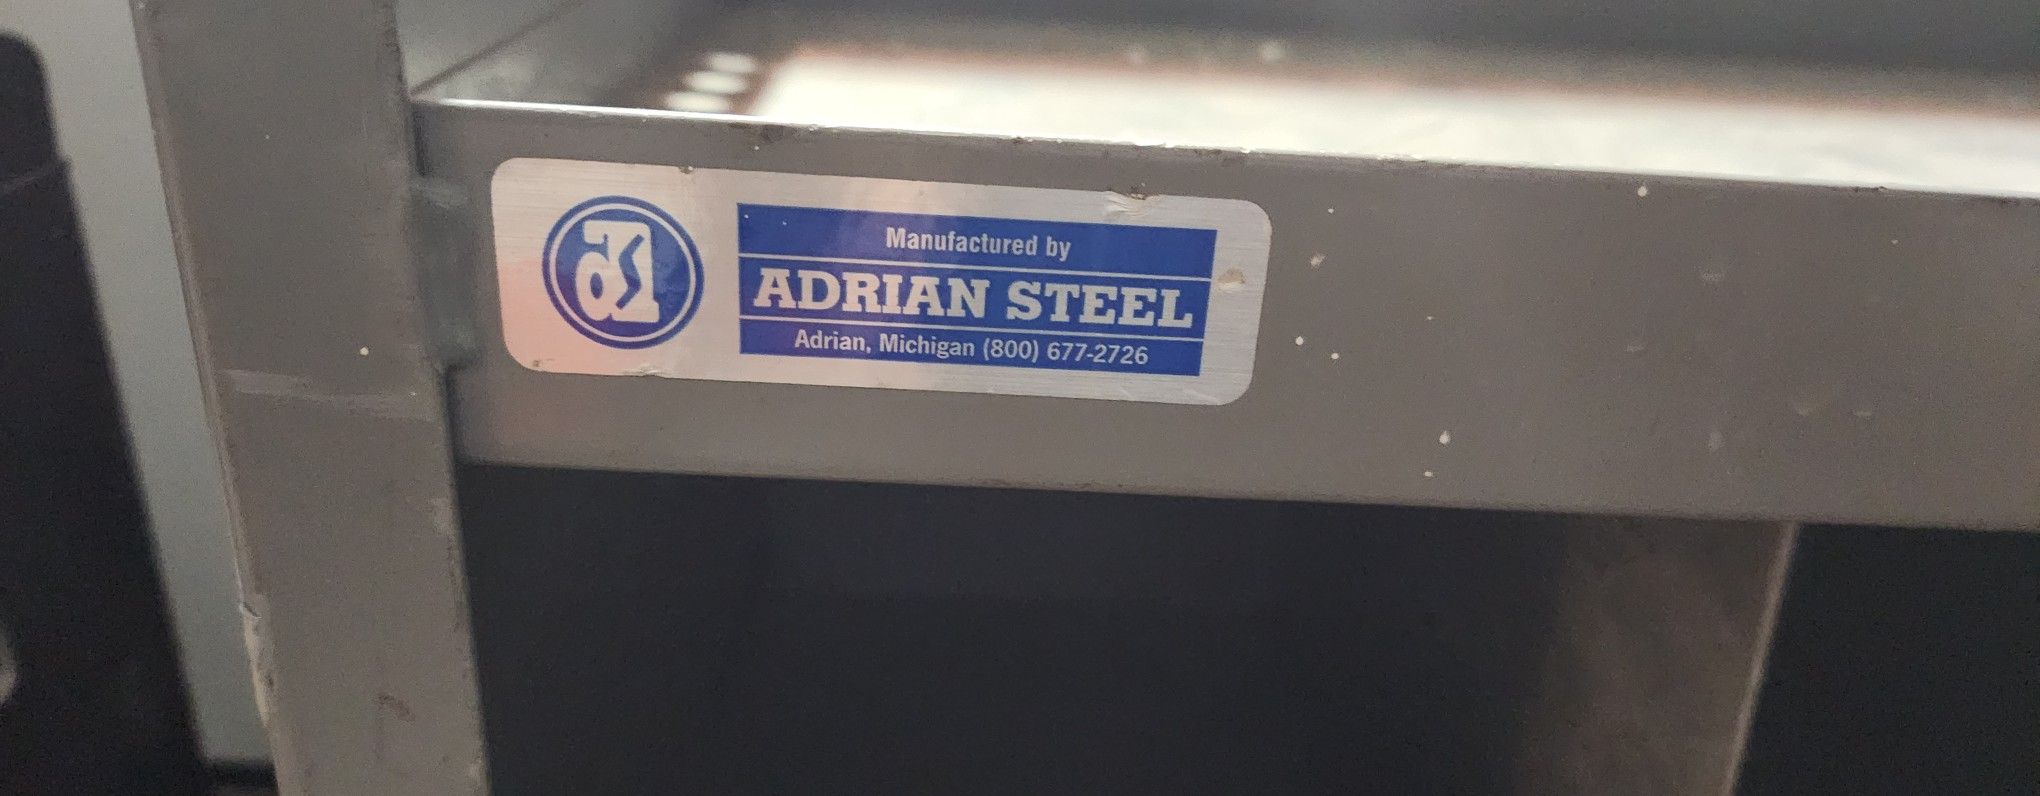 Manufactured by
ADRIAN STEEL
Adrian, Michigan (800) 677-2726